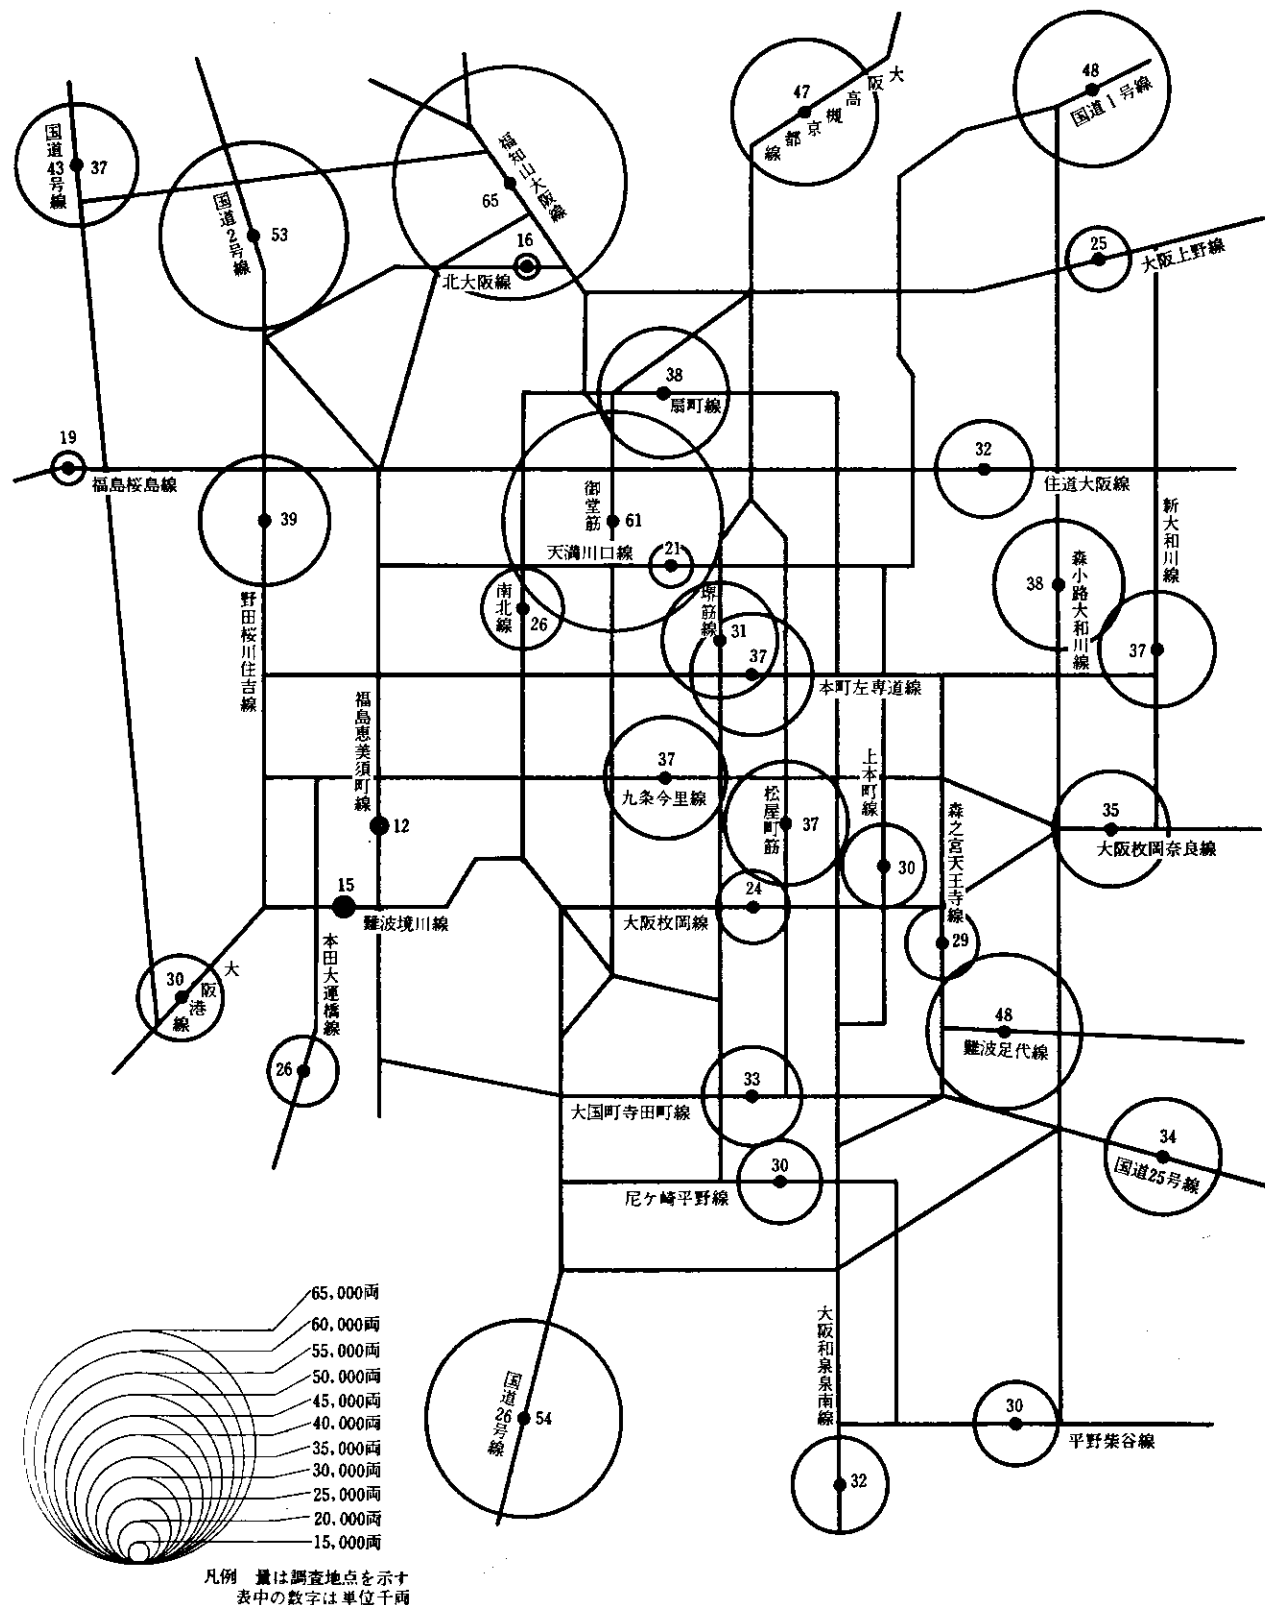 大阪高槻京都線
47
48
国道1号線
国道43号線
37
国道2号線
53
福知山大阪線
65
16
北大阪線
25
大阪上野線
38
扇町線
19
福島桜島線
32
住道大阪線
39
御堂筋
61
天満川口線
21
南北線
26
堺筋線
31
37
本町左専道線
38
森小路大和川線
新大和川線
37
野田桜川住吉線
福島恵美須町線
12
37
九条今里線
松屋町筋
37
上本町線
30
森之宮天王寺線
29
35
大阪枚岡奈良線
15
難波境川線
24
大阪枚岡線
本田大運橋線
26
30
大阪港線
48
難波足代線
33
大国町寺田町線
34
国道25号線
30
尼ケ崎平野線
国道26号線
54
大阪和泉泉南線
32
30
平野柴谷線
65,000両
60,000両
55,000両
50,000両
45,000両
40,000両
35,000両
30,000両
25,000両
20,000両
15,000両
凡例 量は調査地点を示す
表中の数字は単位千両